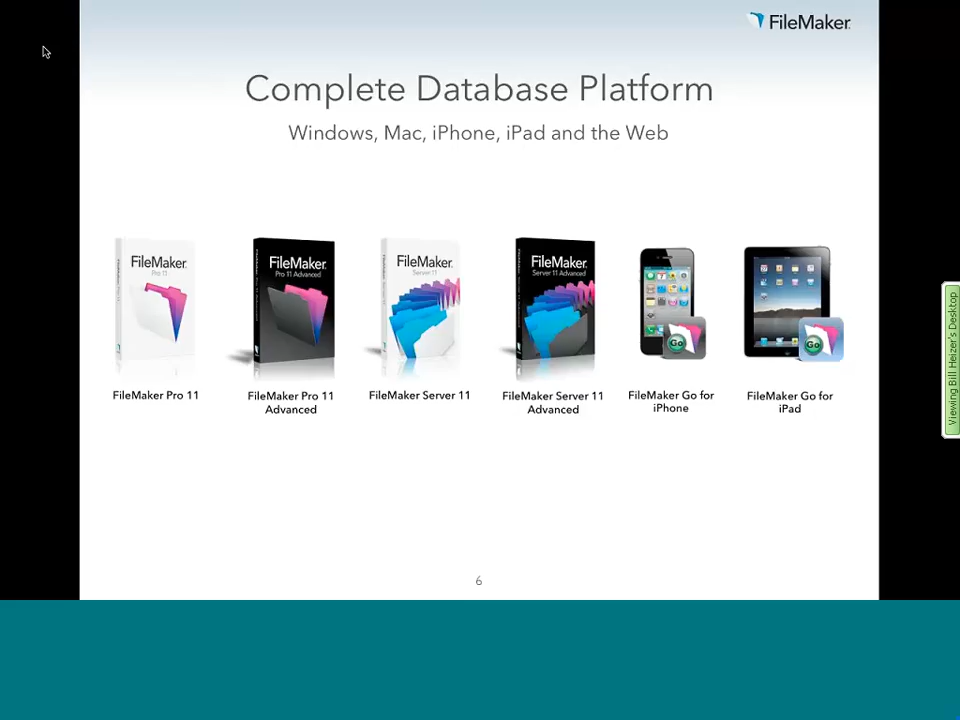 FileMaker
Complete Database Platform
Windows, Mac, iPhone, iPad and the Web
FileMaker
Pro 11
FileMaker
Pro 11 Advanced
FileMaker
Server 11
FileMaker
Server 11 Advanced
Go
Go
FileMaker Pro 11
FileMaker Pro 11
Advanced
FileMaker Server 11
FileMaker Server 11
Advanced
FileMaker Go for
iPhone
FileMaker Go for
iPad
6
Viewing Bill Heizer's Desktop